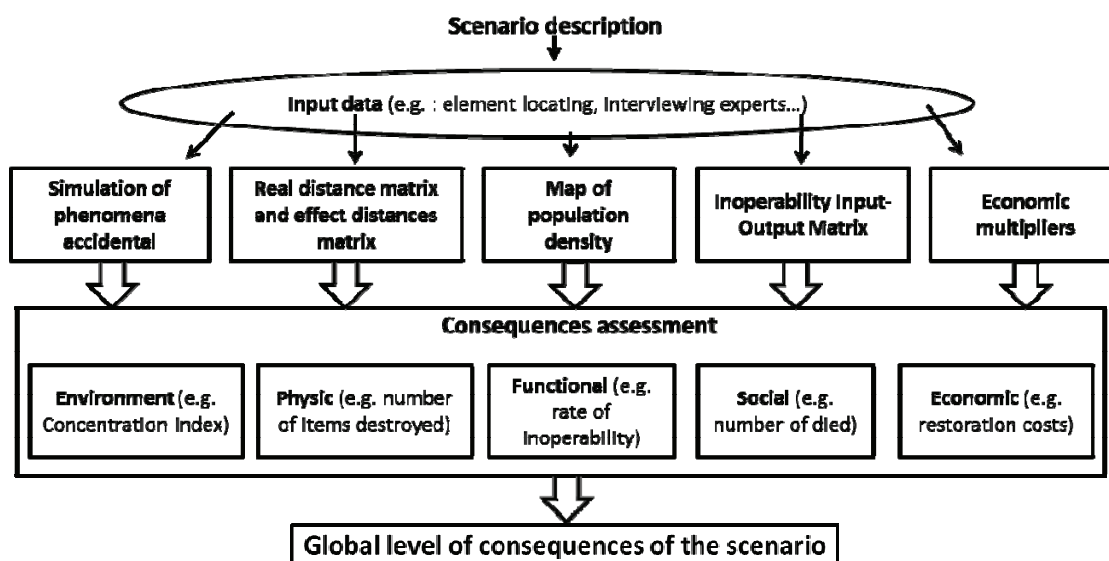 Scenario description
Input data (e.g. : element locating, interviewing experts...)
Simulation of
phenomena
accidental
Real distance matrix
and effect distances
matrix
Map of
population
density
Inoperability Input-
Output Matrix
Economic
multipliers
Consequences assessment
Environment (e.g.
Concentration Index)
Physic (e.g. number
of items destroyed)
Functional (e.g.
rate of
inoperability)
Social (e.g.
number of died)
Economic (e.g.
restoration costs)
Global level of consequences of the scenario